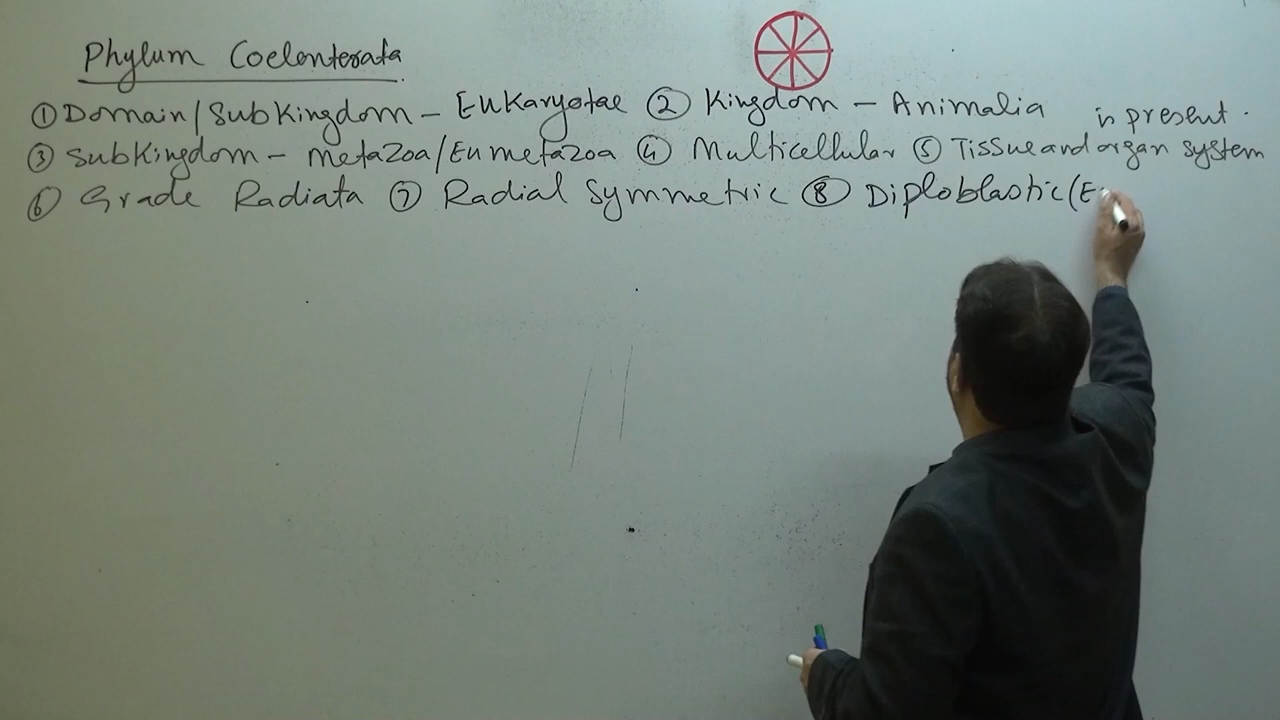 Phylum Coelenterata
① Domain/Subkingdom – Eukaryotae ② Kingdom – Animalia
is present.
③ Subkingdom – Metazoa/Eumetazoa ④ Multicellular ⑤ Tissue and organ system
⑥ Grade Radiata ⑦ Radial Symmetric ⑧ Diploblastic (E